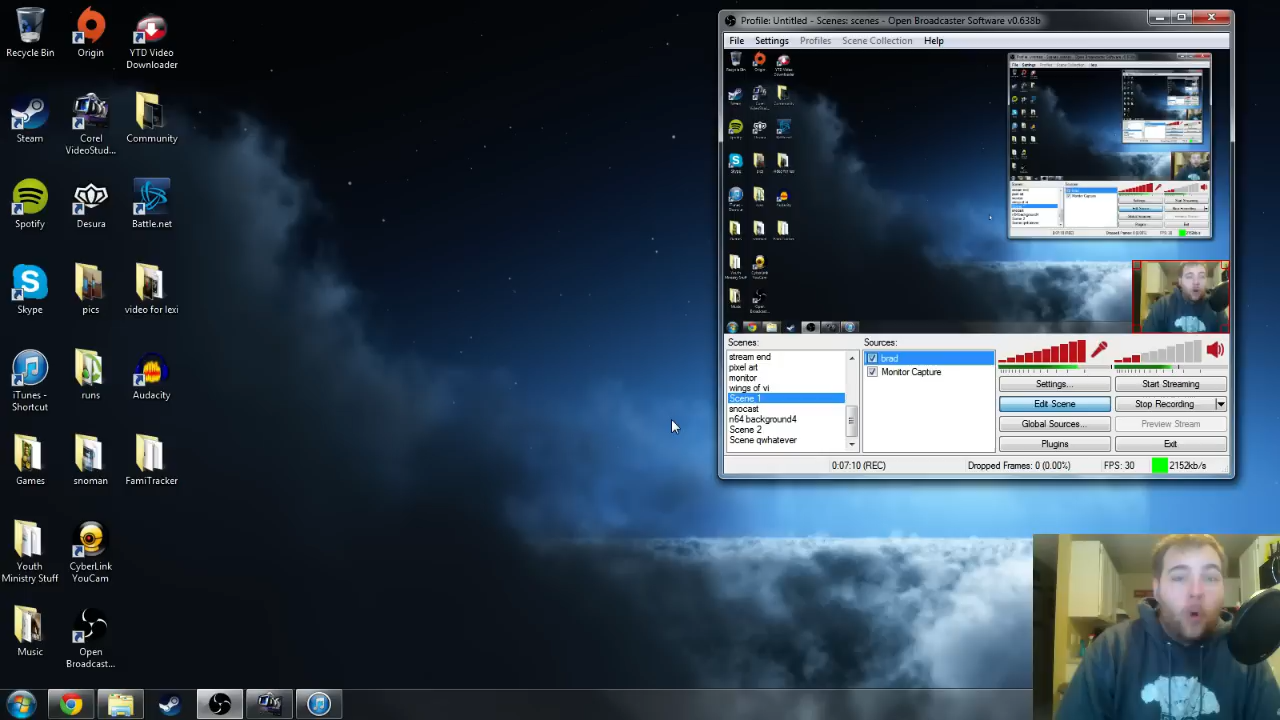 Recycle Bin
Origin
YTD Video
Downloader
Steam
Corel
VideoStud...
Community
Spotify
Desura
Battle.net
Skype
pics
video for lexi
iTunes -
Shortcut
runs
Audacity
Games
snoman
FamiTracker
Youth
Ministry Stuff
CyberLink
YouCam
Music
Open
Broadcast...
Profile: Untitled - Scenes: scenes - Open Broadcaster Software v0.638b
File Settings Profiles Scene Collection Help
Scenes:
stream end
pixel art
monitor
wings of vi
Scene 1
snocast
n64 background4
Scene 2
Scene qwhatever
Sources:
brad
Monitor Capture
Settings...
Start Streaming
Edit Scene
Stop Recording
Global Sources...
Preview Stream
Plugins
Exit
0:07:10 (REC)
Dropped Frames: 0 (0.00%)
FPS: 30
2152kb/s